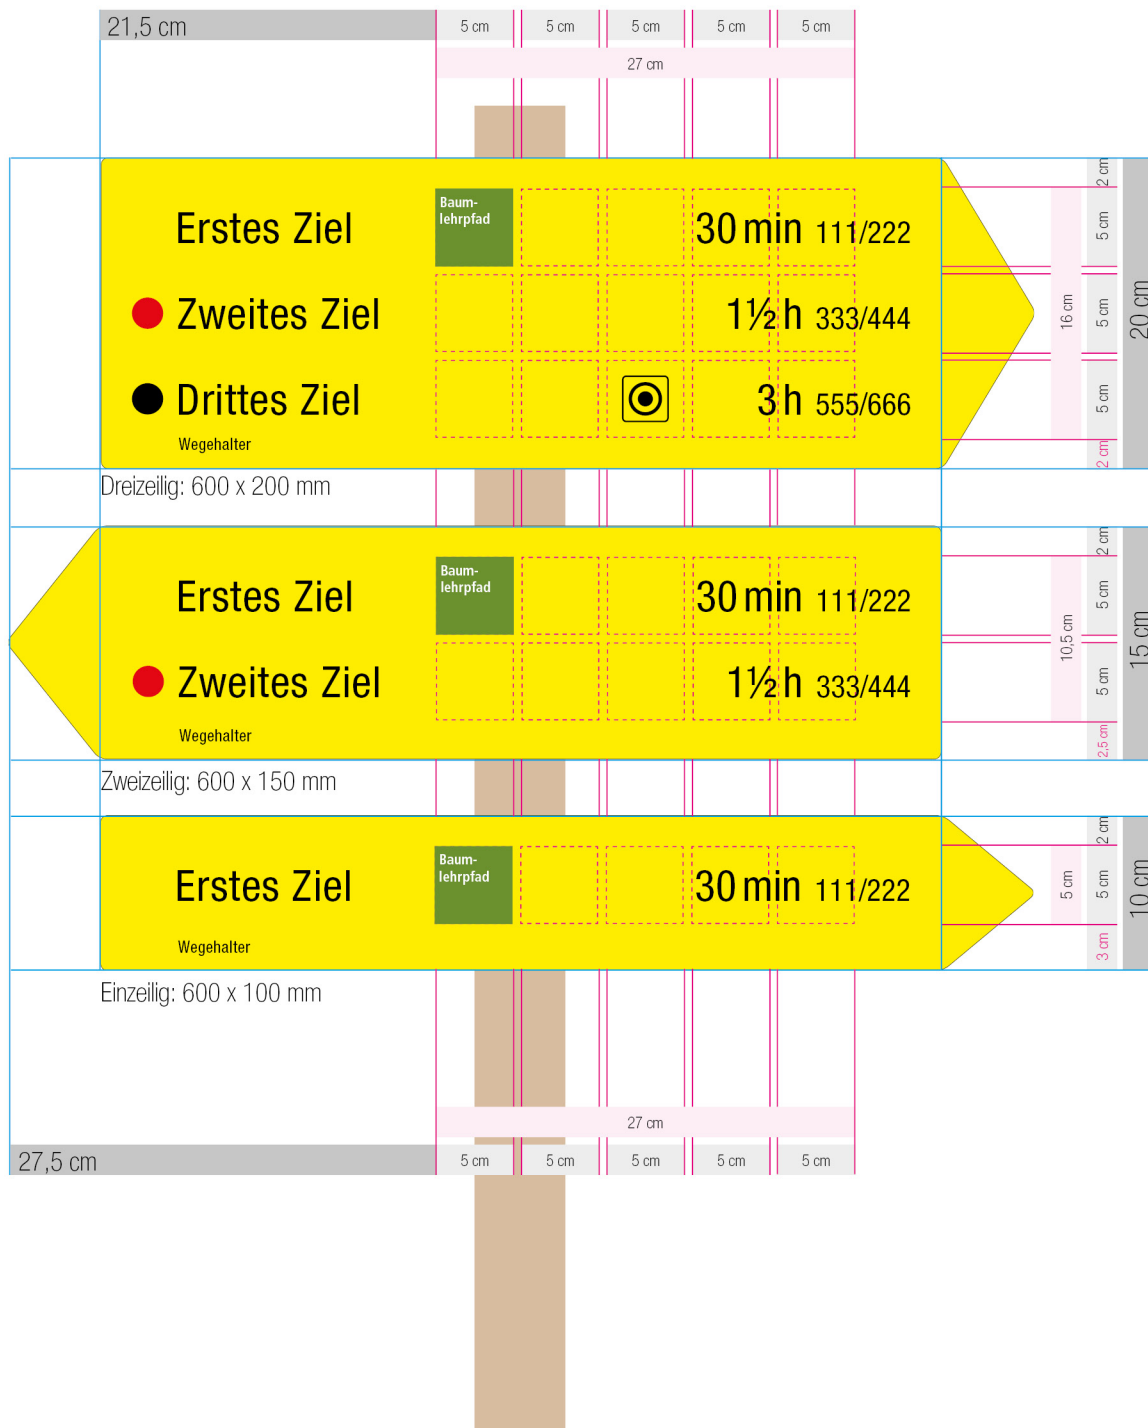 21,5 cm 5 cm 5 cm 5 cm 5 cm 5 cm
27 cm
Baum-
lehrpfad
Erstes Ziel 30 min 111/222
Zweites Ziel 1½ h 333/444
Drittes Ziel 3 h 555/666
Wegehalter
2 cm
5 cm
5 cm
5 cm
2 cm
16 cm
20 cm
Dreizeilig: 600 x 200 mm
Baum-
lehrpfad
Erstes Ziel 30 min 111/222
Zweites Ziel 1½ h 333/444
Wegehalter
2 cm
5 cm
5 cm
2,5 cm
10,5 cm
15 cm
Zweizeilig: 600 x 150 mm
Baum-
lehrpfad
Erstes Ziel 30 min 111/222
Wegehalter
2 cm
5 cm
5 cm
3 cm
10 cm
Einzeilig: 600 x 100 mm
27 cm
27,5 cm 5 cm 5 cm 5 cm 5 cm 5 cm